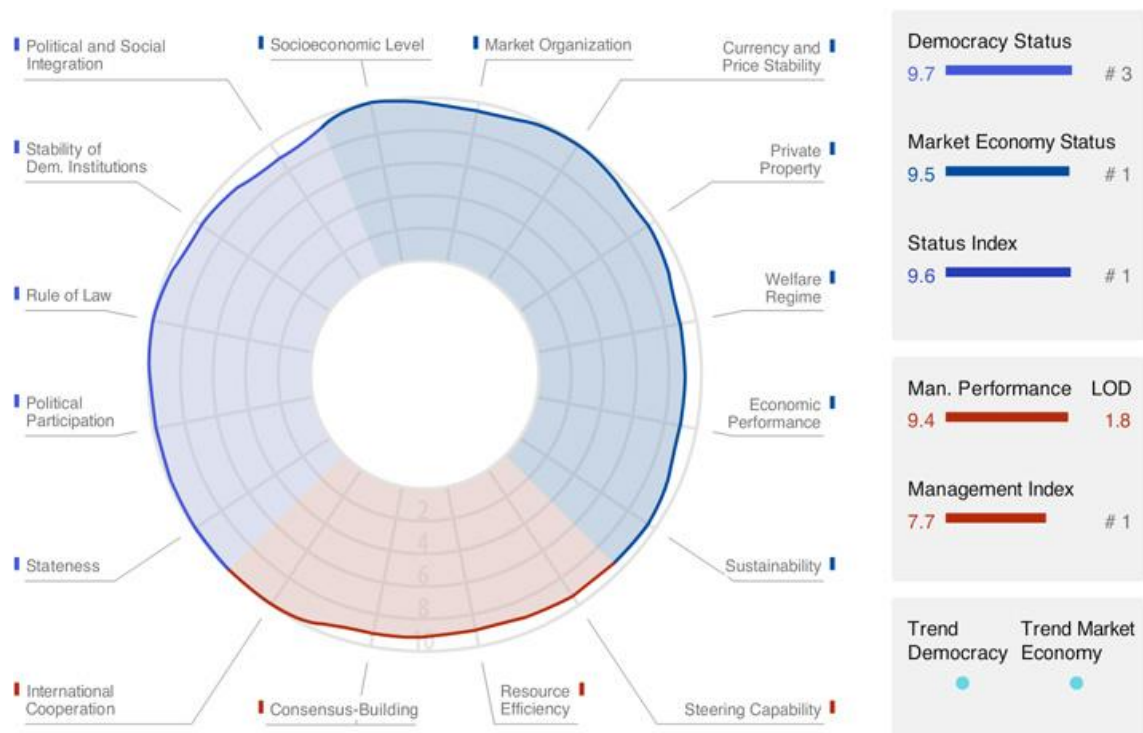 Political and Social
Integration
Socioeconomic Level
Market Organization
Currency and
Price Stability
Stability of
Dem. Institutions
Private
Property
Rule of Law
Welfare
Regime
Political
Participation
Economic
Performance
Stateness
Sustainability
International
Cooperation
Consensus-Building
Resource
Efficiency
Steering Capability
2
4
6
8
10
Democracy Status
9.7 # 3
Market Economy Status
9.5 # 1
Status Index
9.6 # 1
Man. Performance LOD
9.4 1.8
Management Index
7.7 # 1
Trend
Democracy
Trend Market
Economy